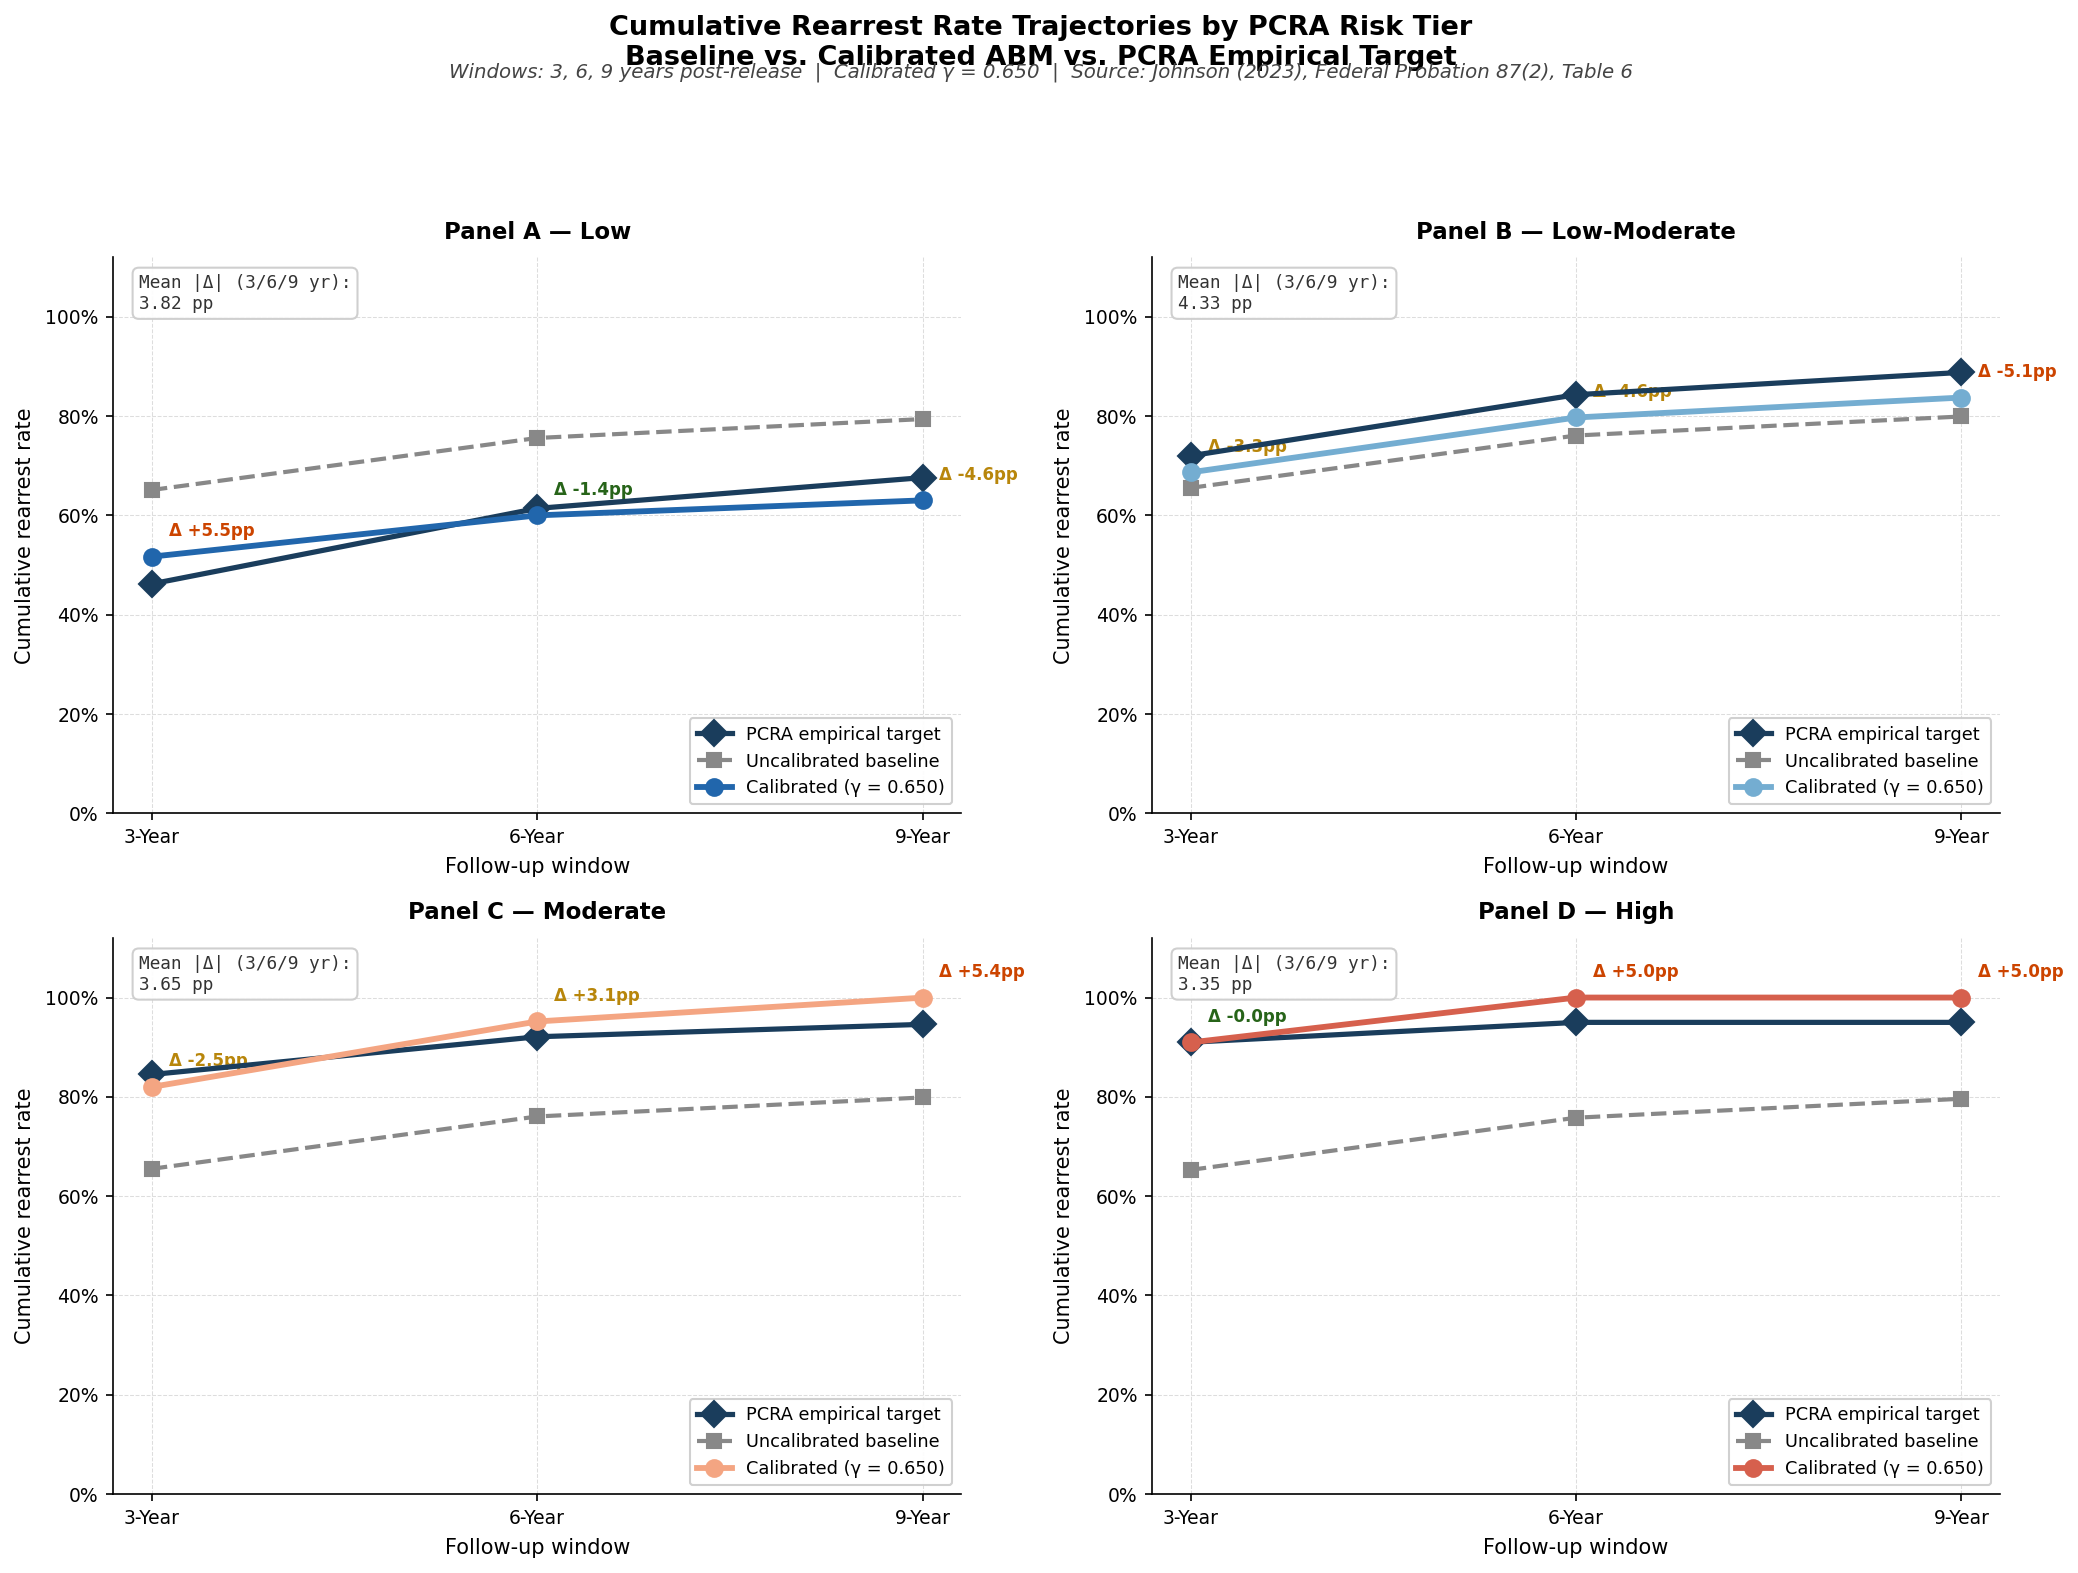 Cumulative Rearrest Rate Trajectories by PCRA Risk Tier
Baseline vs. Calibrated ABM vs. PCRA Empirical Target
Windows: 3, 6, 9 years post-release | Calibrated γ = 0.650 | Source: Johnson (2023), Federal Probation 87(2), Table 6
Panel A — Low
Mean |Δ| (3/6/9 yr):
3.82 pp
Cumulative rearrest rate
100%
80%
60%
40%
20%
0%
Δ +5.5pp
Δ -1.4pp
Δ -4.6pp
PCRA empirical target
Uncalibrated baseline
Calibrated (γ = 0.650)
3-Year
6-Year
9-Year
Follow-up window
Panel B — Low-Moderate
Mean |Δ| (3/6/9 yr):
4.33 pp
Cumulative rearrest rate
100%
80%
60%
40%
20%
0%
Δ -3.3pp
Δ -4.6pp
Δ -5.1pp
PCRA empirical target
Uncalibrated baseline
Calibrated (γ = 0.650)
3-Year
6-Year
9-Year
Follow-up window
Panel C — Moderate
Mean |Δ| (3/6/9 yr):
3.65 pp
Cumulative rearrest rate
100%
80%
60%
40%
20%
0%
Δ -2.5pp
Δ +3.1pp
Δ +5.4pp
PCRA empirical target
Uncalibrated baseline
Calibrated (γ = 0.650)
3-Year
6-Year
9-Year
Follow-up window
Panel D — High
Mean |Δ| (3/6/9 yr):
3.35 pp
Cumulative rearrest rate
100%
80%
60%
40%
20%
0%
Δ -0.0pp
Δ +5.0pp
Δ +5.0pp
PCRA empirical target
Uncalibrated baseline
Calibrated (γ = 0.650)
3-Year
6-Year
9-Year
Follow-up window